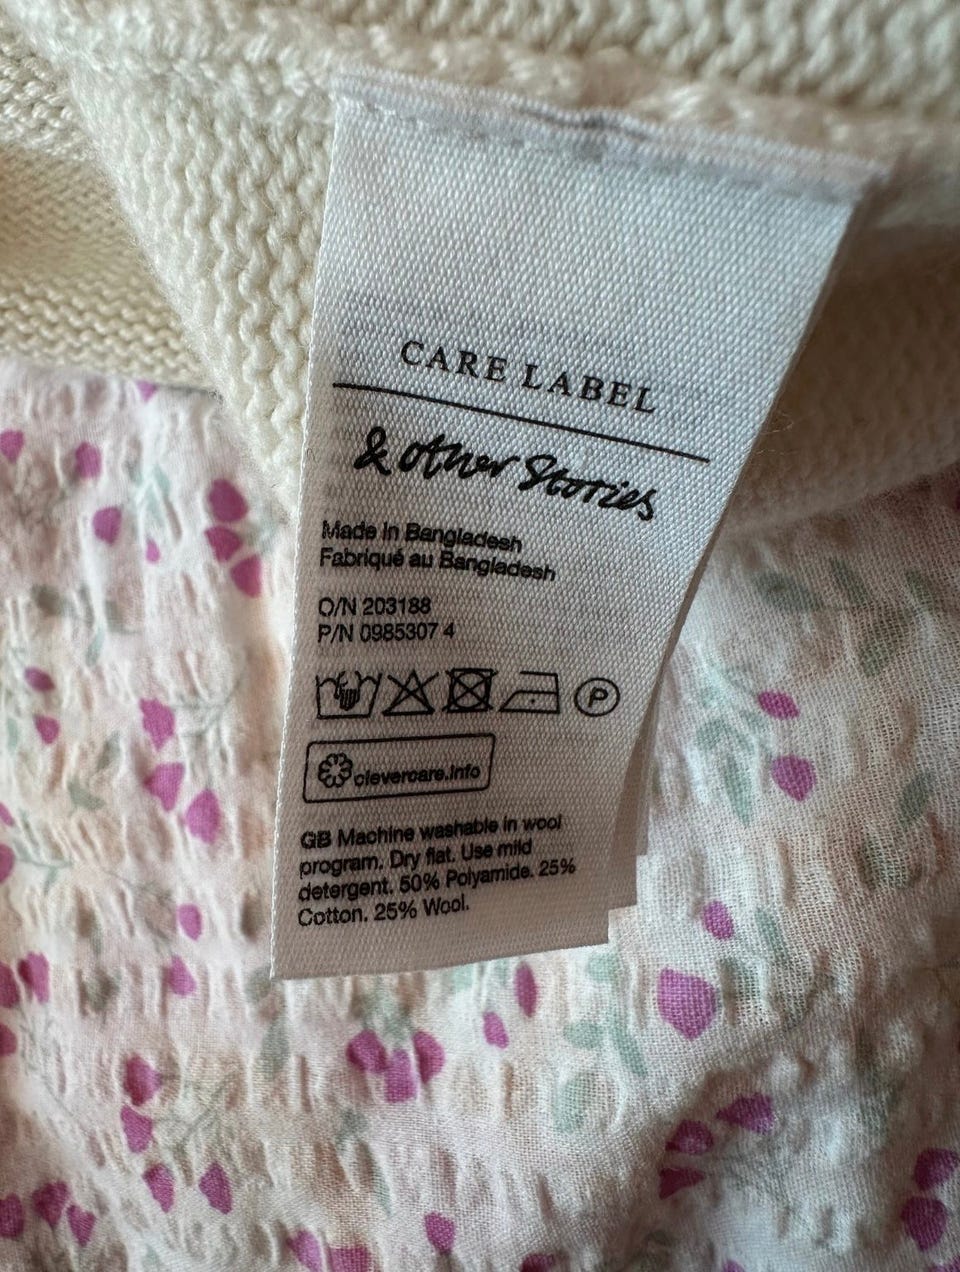 CARE LABEL
& other Stories
Made in Bangladesh
Fabriqué au Bangladesh
O/N 203188
P/N 0985307 4
P
clevercare.info
GB Machine washable in wool
program. Dry flat. Use mild
detergent. 50% Polyamide. 25%
Cotton. 25% Wool.